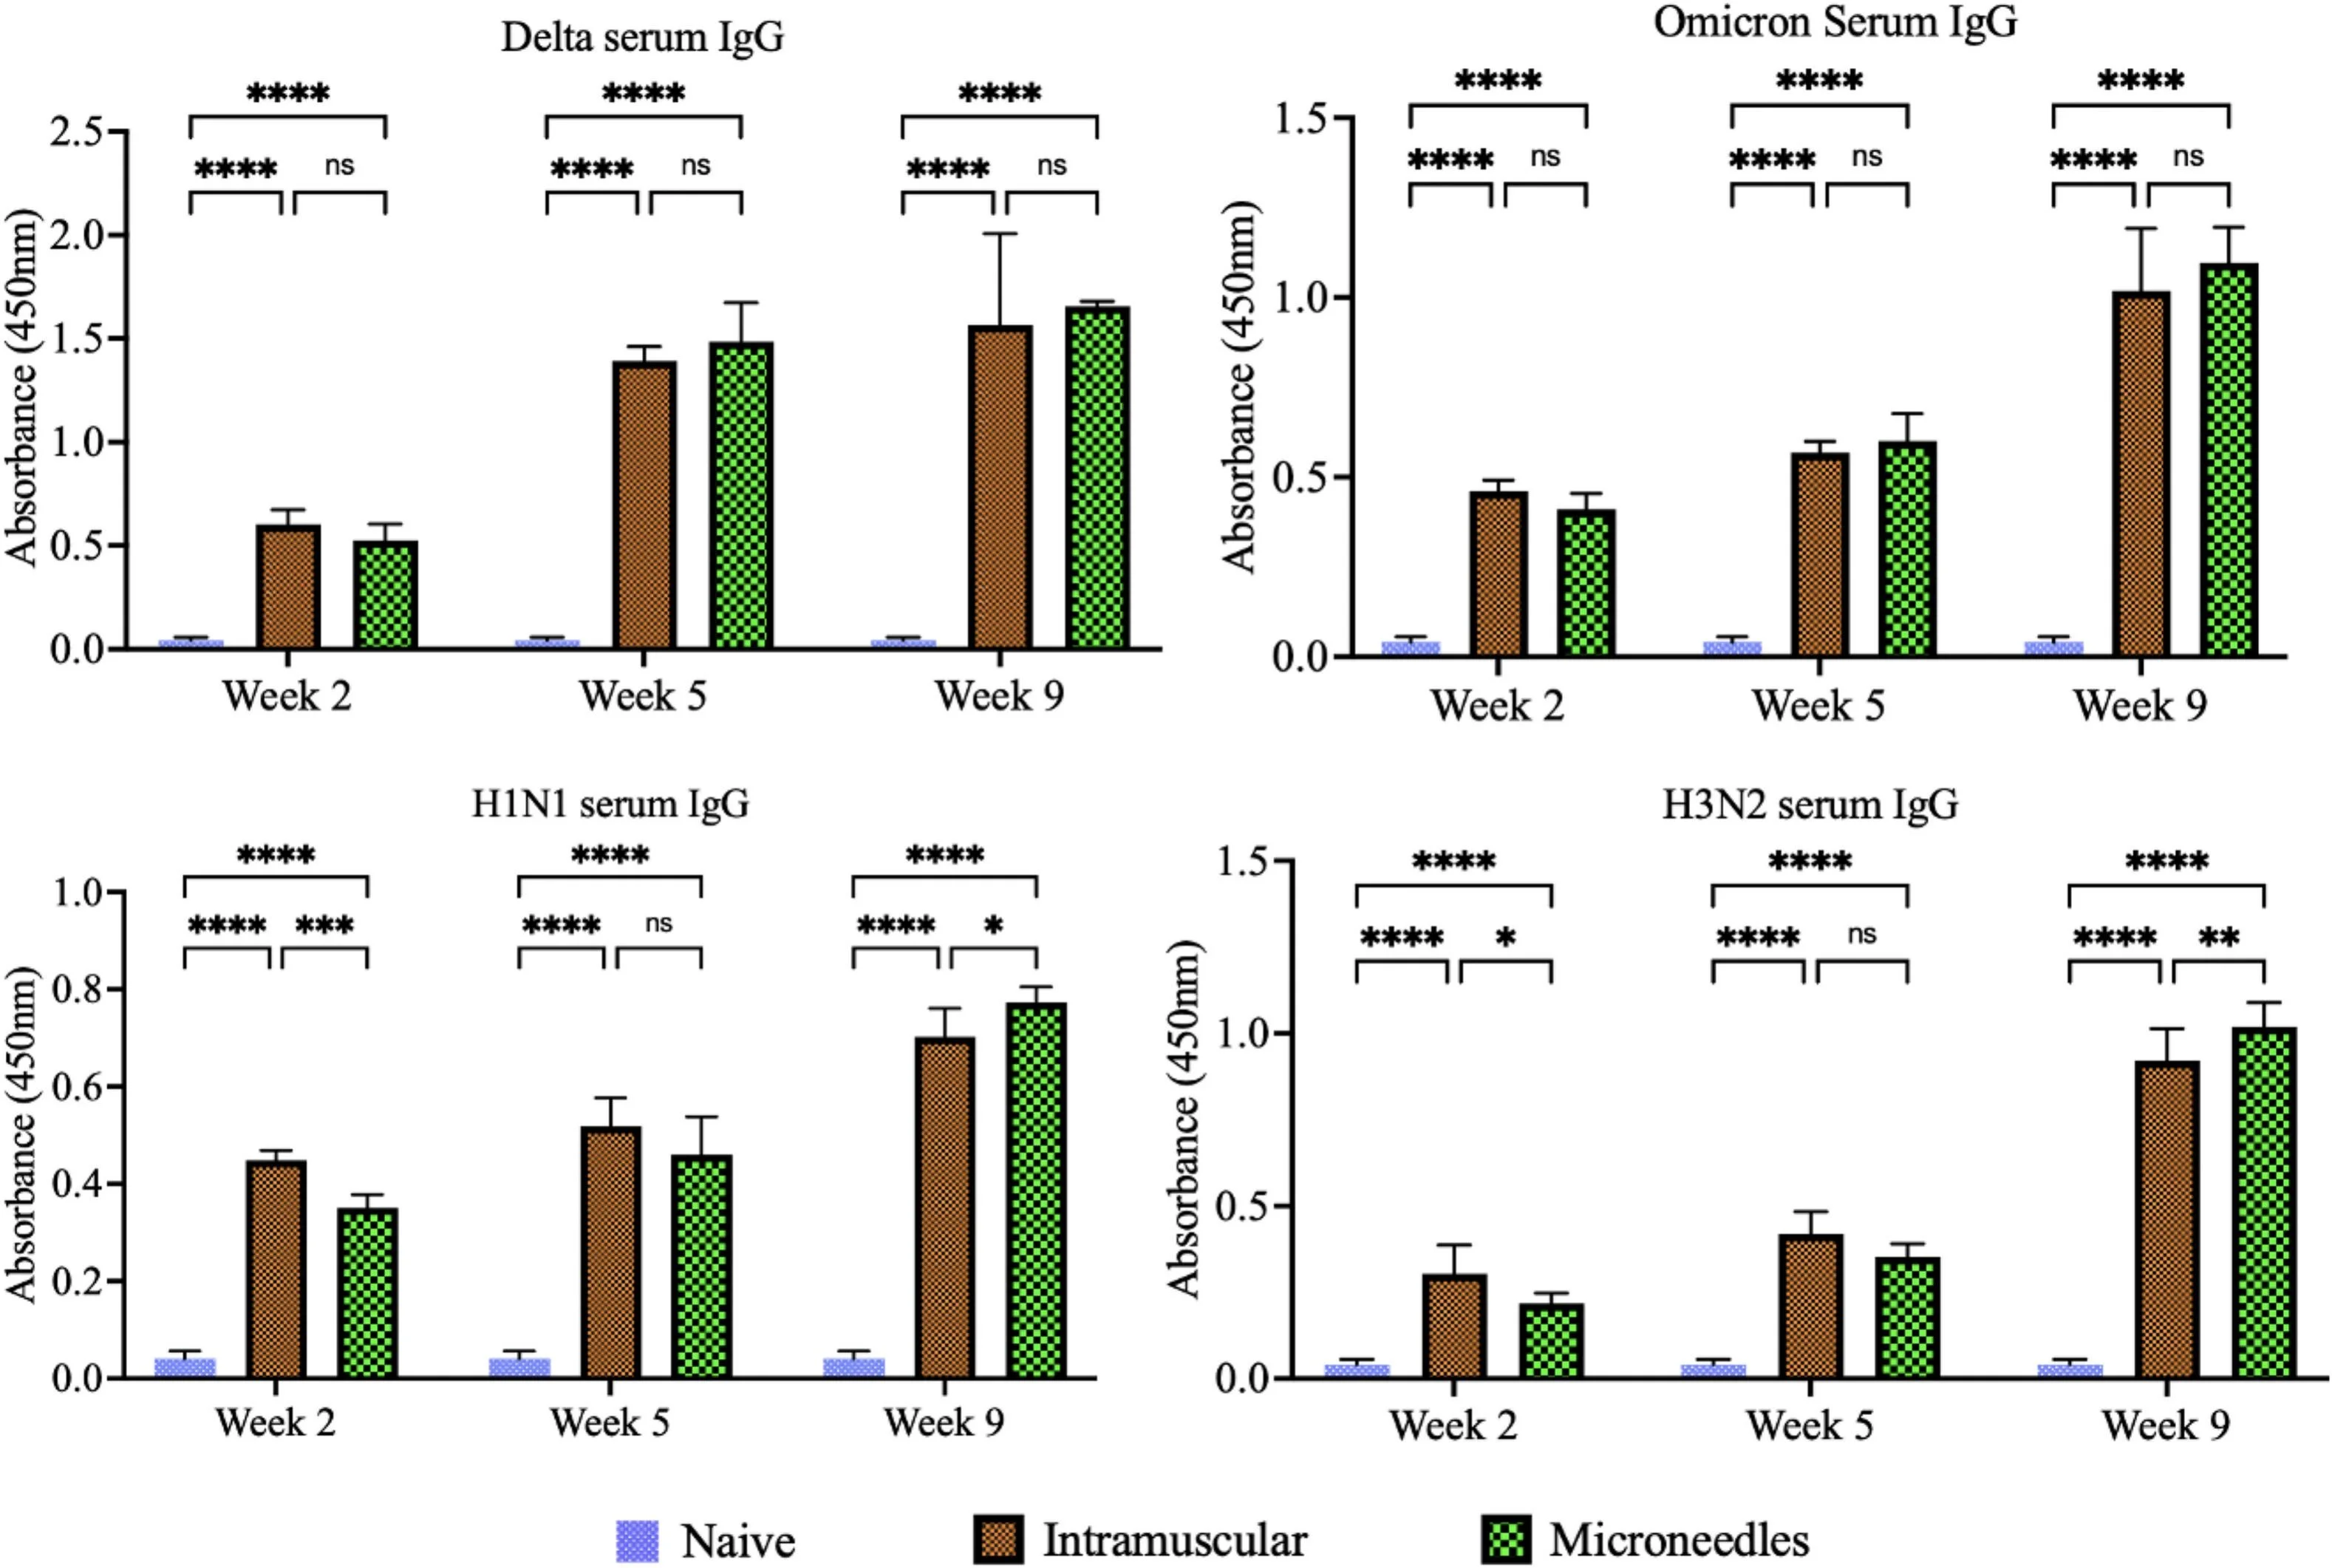 Delta serum IgG
**** **** ****
**** ns **** ns **** ns
Absorbance (450nm)
2.5
2.0
1.5
1.0
0.5
0.0
Week 2 Week 5 Week 9
Omicron Serum IgG
**** **** ****
**** ns **** ns **** ns
Absorbance (450nm)
1.5
1.0
0.5
0.0
Week 2 Week 5 Week 9
H1N1 serum IgG
**** **** ****
**** *** **** ns **** *
Absorbance (450nm)
1.0
0.8
0.6
0.4
0.2
0.0
Week 2 Week 5 Week 9
H3N2 serum IgG
**** **** ****
**** * **** ns **** **
Absorbance (450nm)
1.5
1.0
0.5
0.0
Week 2 Week 5 Week 9
Naive Intramuscular Microneedles